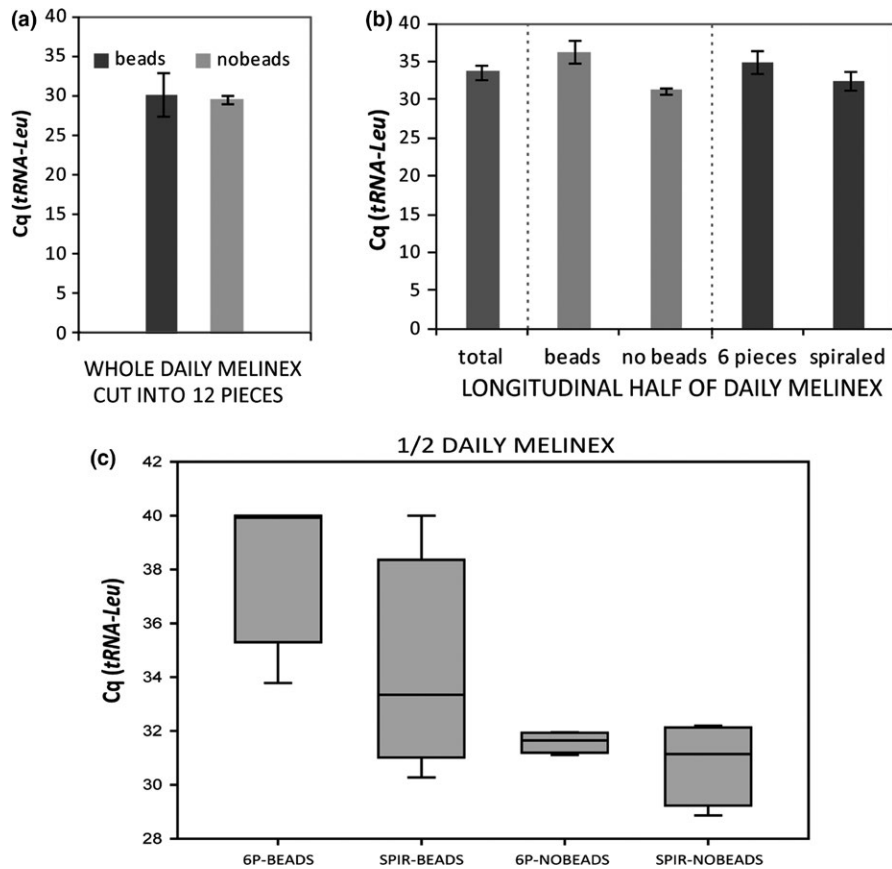 (a)
40
35
30
25
20
15
10
5
0
Cq (tRNA-Leu)
beads
nobeads
WHOLE DAILY MELINEX
CUT INTO 12 PIECES
(b)
40
35
30
25
20
15
10
5
0
Cq (tRNA-Leu)
total beads no beads 6 pieces spiraled
LONGITUDINAL HALF OF DAILY MELINEX
(c)
1/2 DAILY MELINEX
42
40
38
36
34
32
30
28
Cq (tRNA-Leu)
6P-BEADS SPIR-BEADS 6P-NOBEADS SPIR-NOBEADS